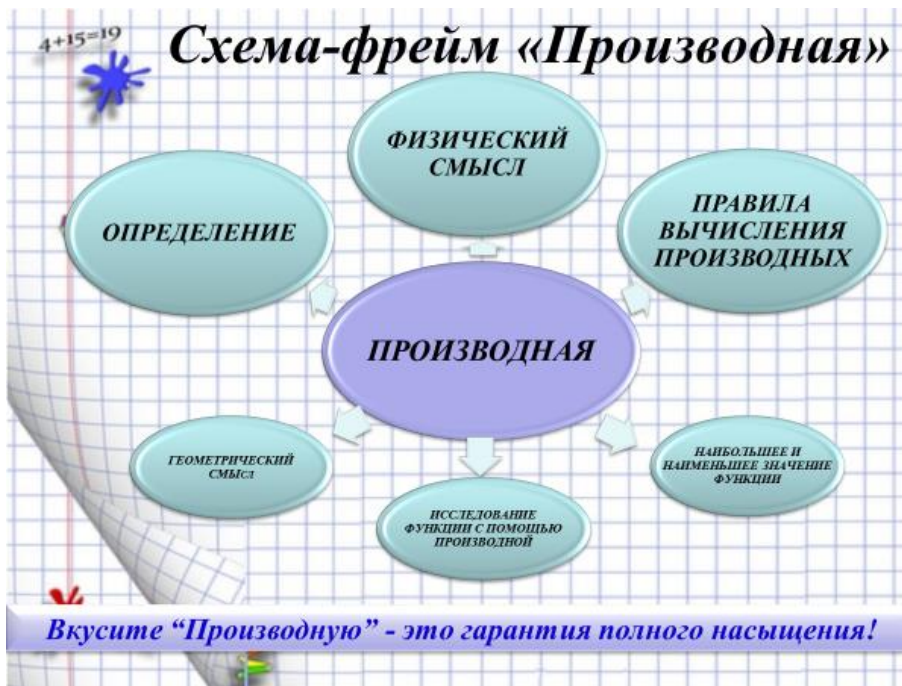 4+15=19
Схема-фрейм «Производная»
ФИЗИЧЕСКИЙ
СМЫСЛ
ОПРЕДЕЛЕНИЕ
ПРАВИЛА
ВЫЧИСЛЕНИЯ
ПРОИЗВОДНЫХ
ПРОИЗВОДНАЯ
ГЕОМЕТРИЧЕСКИЙ
СМЫСЛ
ИССЛЕДОВАНИЕ
ФУНКЦИИ С ПОМОЩЬЮ
ПРОИЗВОДНОЙ
НАИБОЛЬШЕЕ И
НАИМЕНЬШЕЕ ЗНАЧЕНИЕ
ФУНКЦИИ
Вкусите “Производную” - это гарантия полного насыщения!